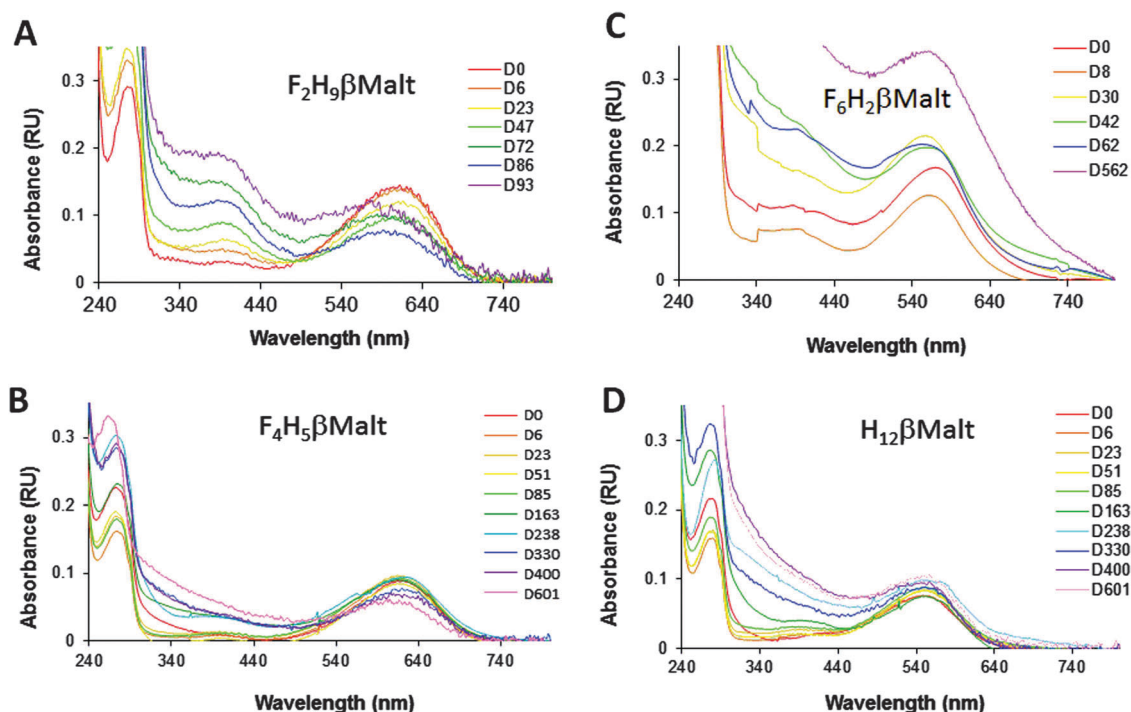 A
F₂H₉βMalt
D0
D6
D23
D47
D72
D86
D93
0.3
0.2
0.1
0
Absorbance (RU)
240 340 440 540 640 740
Wavelength (nm)
C
F₆H₂βMalt
D0
D8
D30
D42
D62
D562
0.3
0.2
0.1
0
Absorbance (RU)
240 340 440 540 640 740
Wavelength (nm)
B
F₄H₅βMalt
D0
D6
D23
D51
D85
D163
D238
D330
D400
D601
0.3
0.2
0.1
0
Absorbance (RU)
240 340 440 540 640 740
Wavelength (nm)
D
H₁₂βMalt
D0
D6
D23
D51
D85
D163
D238
D330
D400
D601
0.3
0.2
0.1
0
Absorbance (RU)
240 340 440 540 640 740
Wavelength (nm)